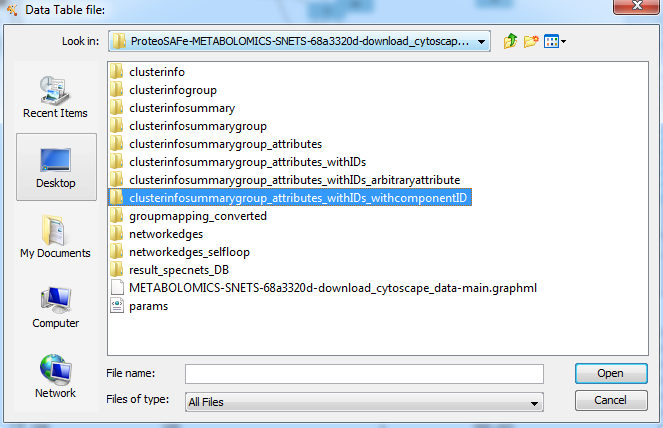 Data Table file:
Look in: ProteoSAFe-METABOLOMICS-SNETS-68a3320d-download_cytoscap...
Recent Items
Desktop
My Documents
Computer
Network
clusterinfo
clusterinfogroup
clusterinfosummary
clusterinfosummarygroup
clusterinfosummarygroup_attributes
clusterinfosummarygroup_attributes_withIDs
clusterinfosummarygroup_attributes_withIDs_arbitraryattribute
clusterinfosummarygroup_attributes_withIDs_withcomponentID
groupmapping_converted
networkedges
networkedges_selfloop
result_specnets_DB
METABOLOMICS-SNETS-68a3320d-download_cytoscape_data-main.graphml
params
File name:
Open
Files of type: All Files
Cancel